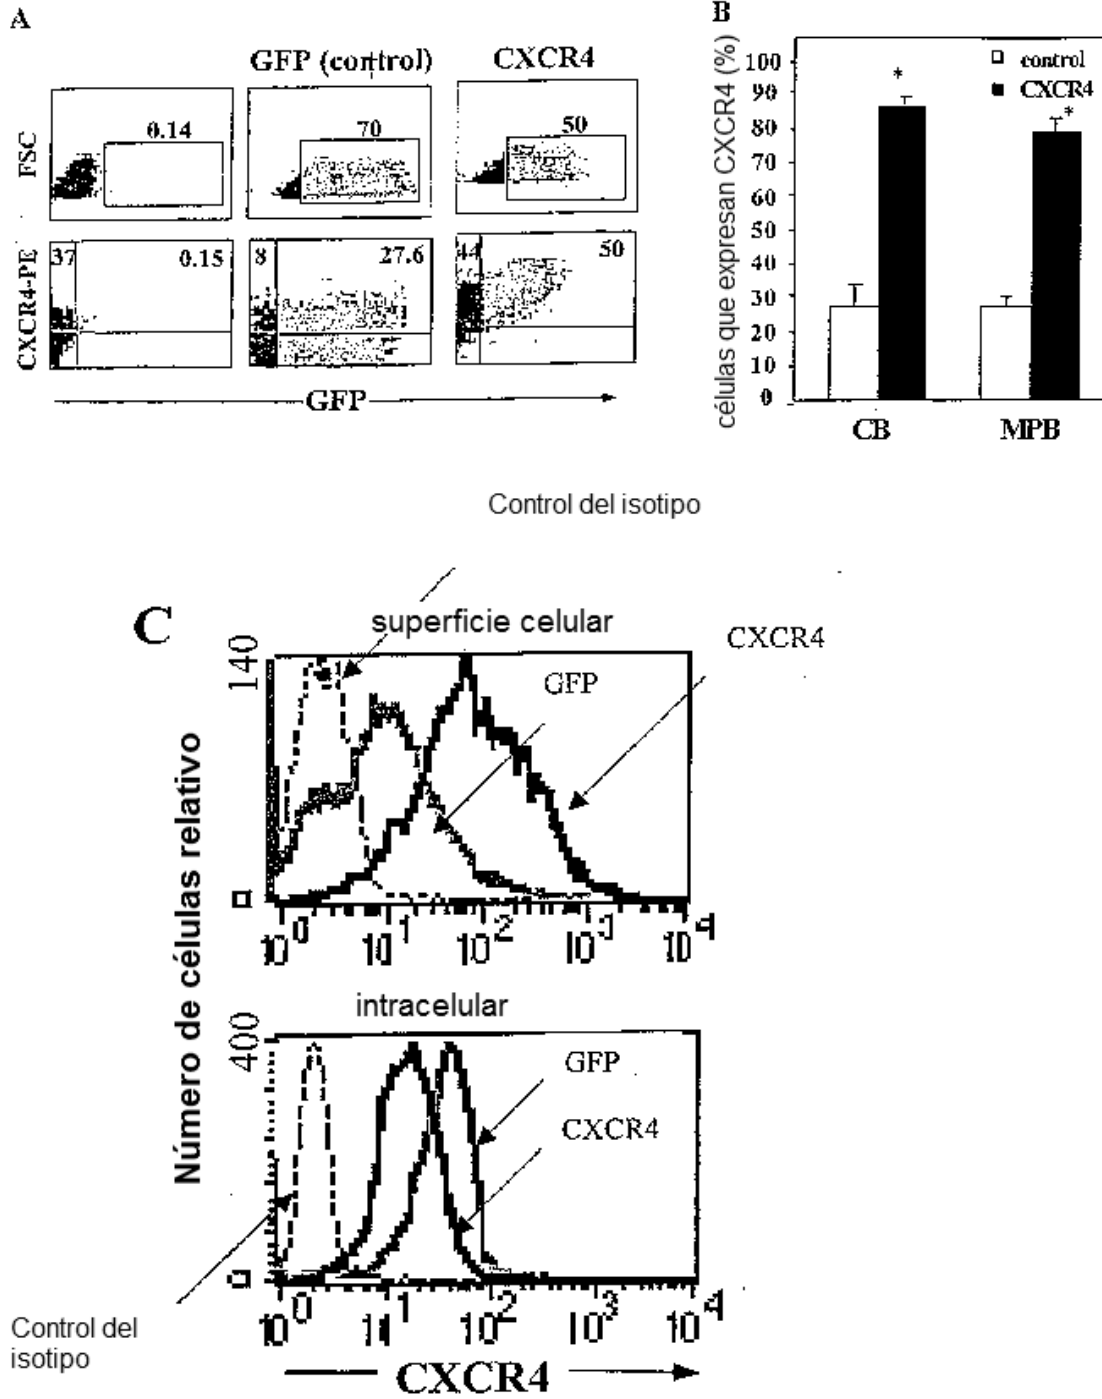 A
GFP (control)
CXCR4
FSC
0.14
70
50
CXCR4-PE
37
0.15
8
27.6
44
50
GFP
B
células que expresan CXCR4 (%)
100
90
80
70
60
50
40
30
20
10
0
control
CXCR4
*
*
CB
MPB
Control del isotipo
C
superficie celular
CXCR4
GFP
140
0
Número de células relativo
10^0 10^1 10^2 10^3 10^4
intracelular
400
0
GFP
CXCR4
10^0 10^1 10^2 10^3 10^4
Control del
isotipo
CXCR4